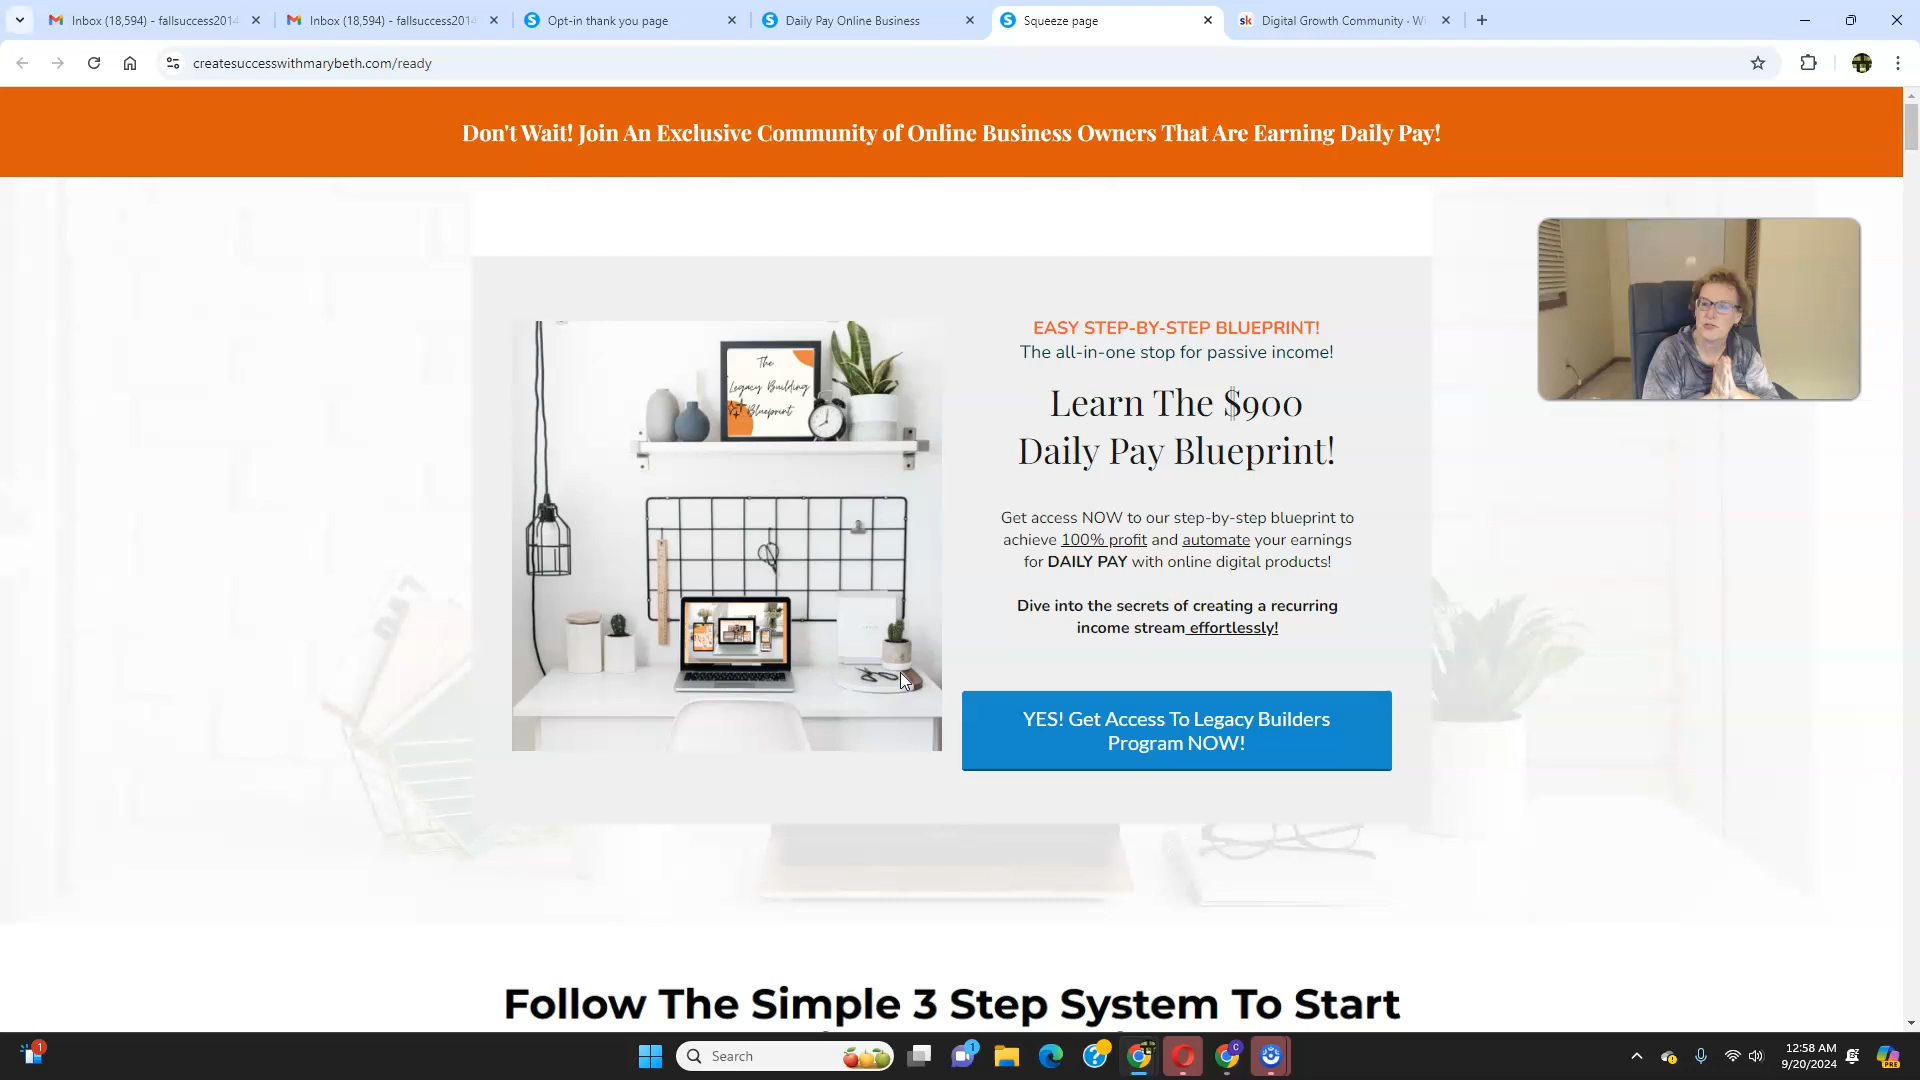 Inbox (18,594) - fallsuccess2014
Inbox (18,594) - fallsuccess2014
Opt-in thank you page
Daily Pay Online Business
Squeeze page
Digital Growth Community - Wi
createsuccesswithmarybeth.com/ready
Don't Wait! Join An Exclusive Community of Online Business Owners That Are Earning Daily Pay!
The
Legacy Building
Blueprint
EASY STEP-BY-STEP BLUEPRINT!
The all-in-one stop for passive income!
Learn The $900
Daily Pay Blueprint!
Get access NOW to our step-by-step blueprint to
achieve 100% profit and automate your earnings
for DAILY PAY with online digital products!
Dive into the secrets of creating a recurring
income stream effortlessly!
YES! Get Access To Legacy Builders
Program NOW!
Follow The Simple 3 Step System To Start
1
Search
1
C
12:58 AM
9/20/2024
PRE